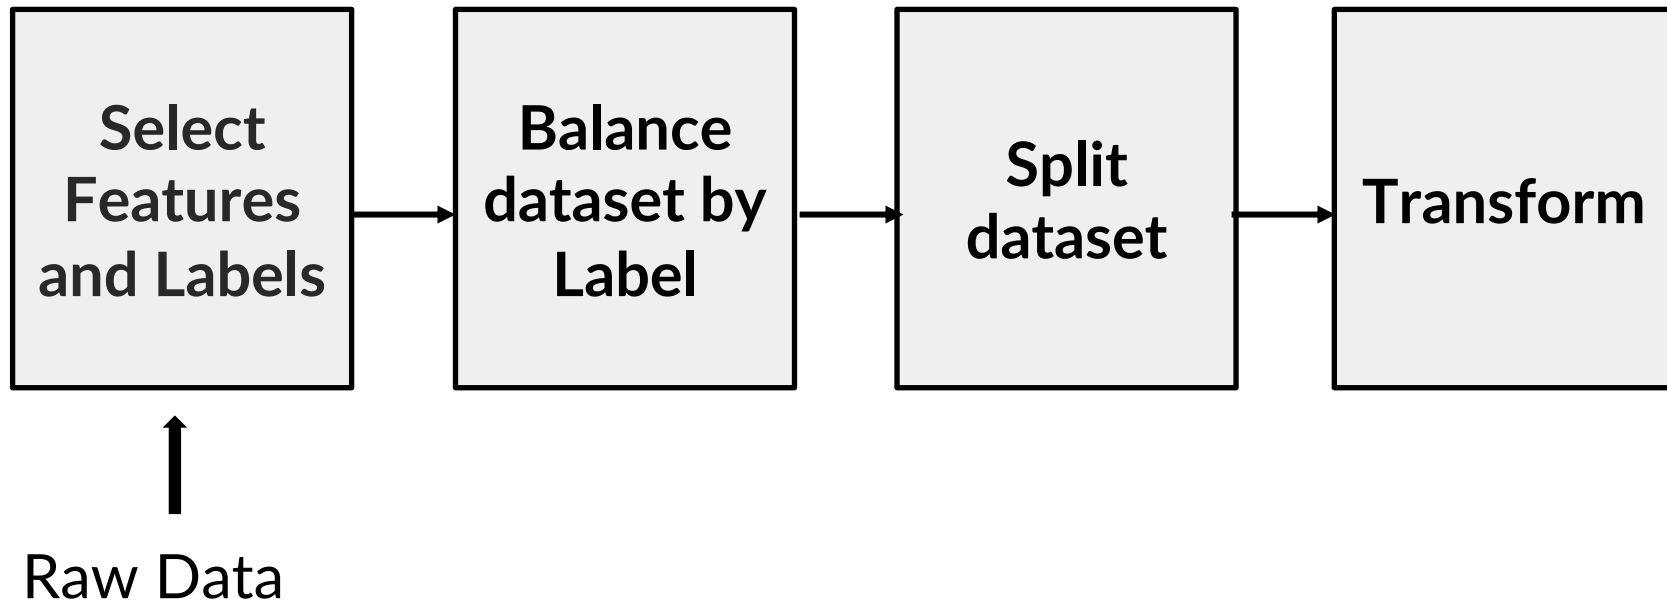 Select
Features
and Labels
Balance
dataset by
Label
Split
dataset
Transform
Raw Data